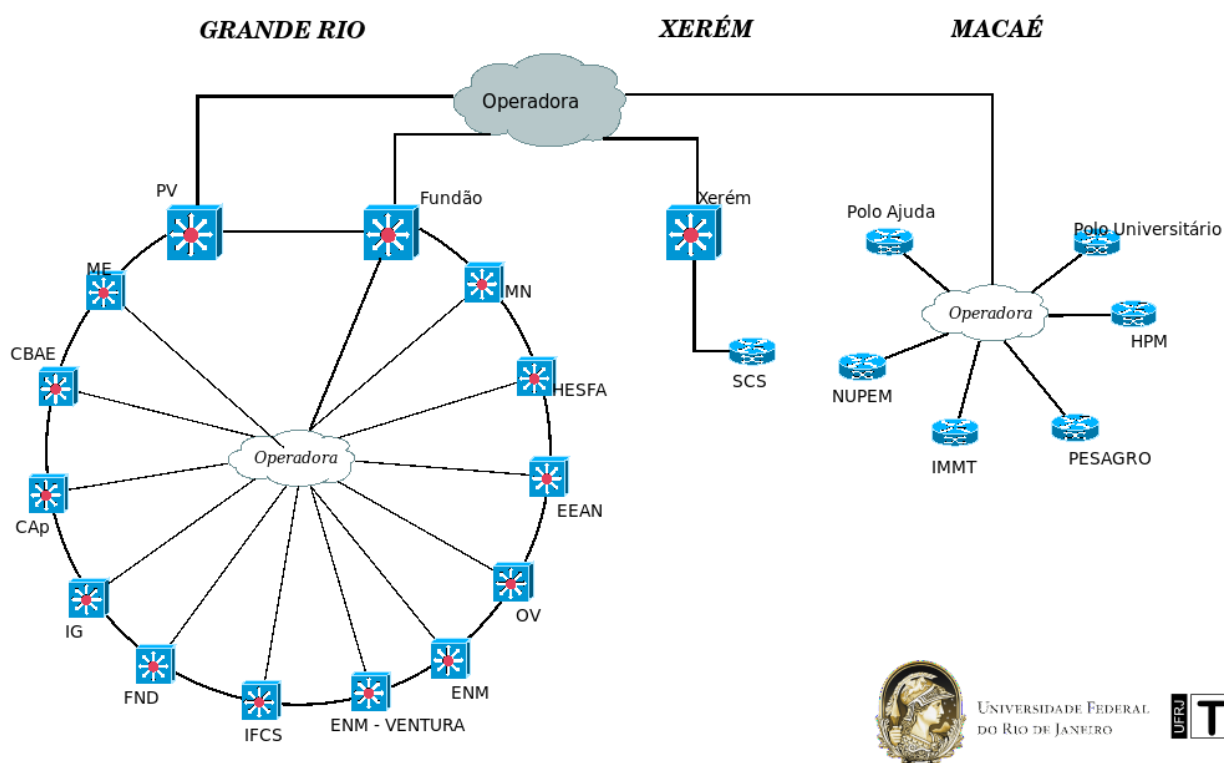 GRANDE RIO
XERÉM
MACAÉ
Operadora
PV
Fundão
Xerém
Polo Ajuda
Polo Universitário
ME
MN
Operadora
HPM
CBAE
HESFA
SCS
NUPEM
Operadora
IMMT
PESAGRO
CAp
EEAN
IG
OV
FND
ENM
IFCS
ENM - VENTURA
UNIVERSIDADE FEDERAL
DO RIO DE JANEIRO
UFRJ